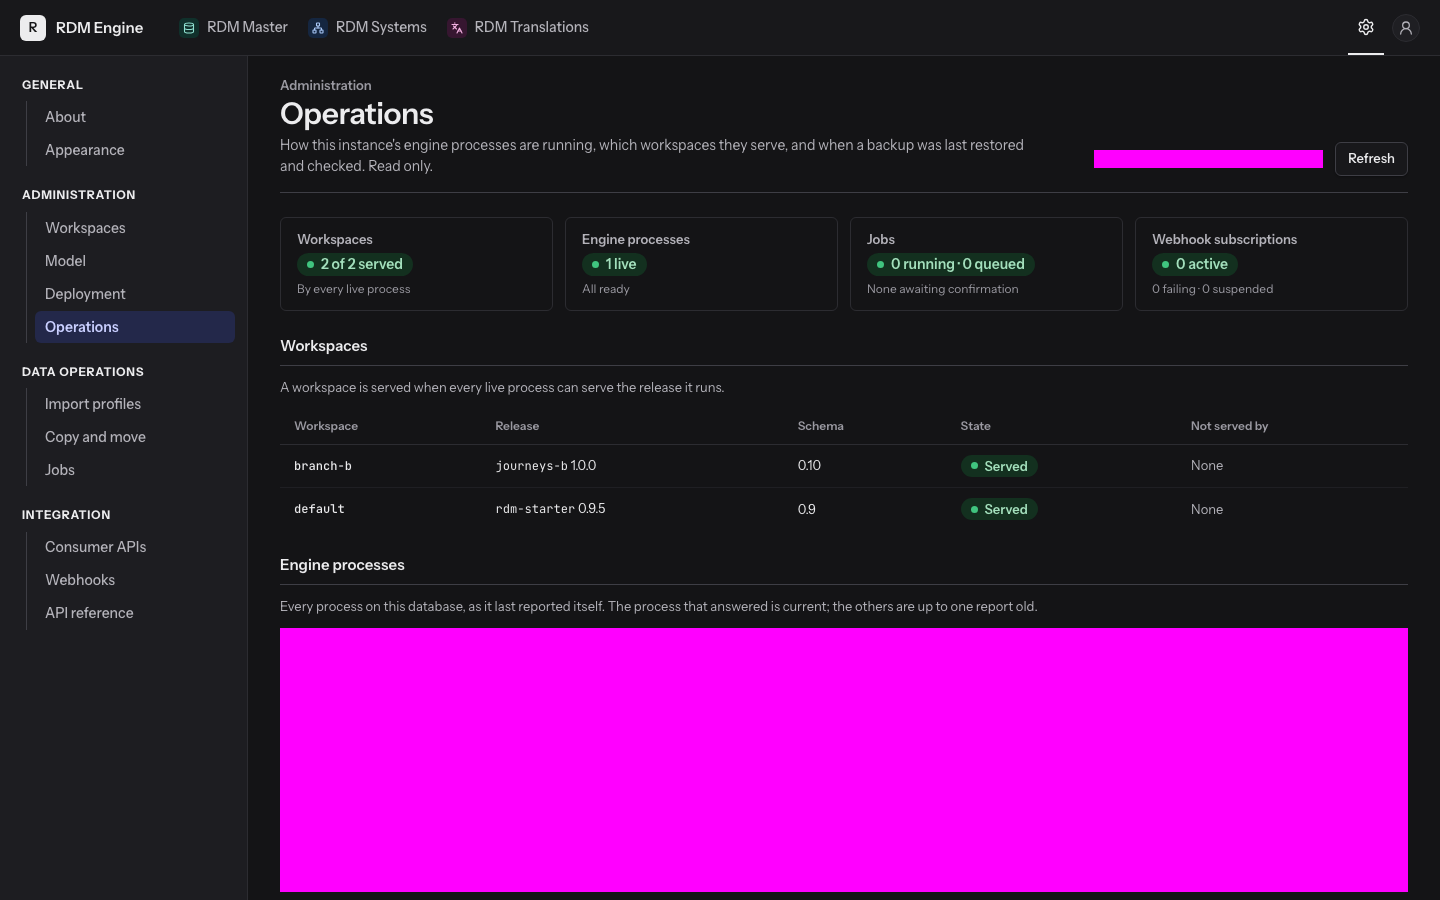 R RDM Engine RDM Master RDM Systems RDM Translations
GENERAL
About
Appearance
ADMINISTRATION
Workspaces
Model
Deployment
Operations
DATA OPERATIONS
Import profiles
Copy and move
Jobs
INTEGRATION
Consumer APIs
Webhooks
API reference
Administration
Operations
How this instance's engine processes are running, which workspaces they serve, and when a backup was last restored
and checked. Read only.
Refresh
Workspaces
2 of 2 served
By every live process
Engine processes
1 live
All ready
Jobs
0 running · 0 queued
None awaiting confirmation
Webhook subscriptions
0 active
0 failing · 0 suspended
Workspaces
A workspace is served when every live process can serve the release it runs.
Workspace Release Schema State Not served by
branch-b journeys-b 1.0.0 0.10 Served None
default rdm-starter 0.9.5 0.9 Served None
Engine processes
Every process on this database, as it last reported itself. The process that answered is current; the others are up to one report old.